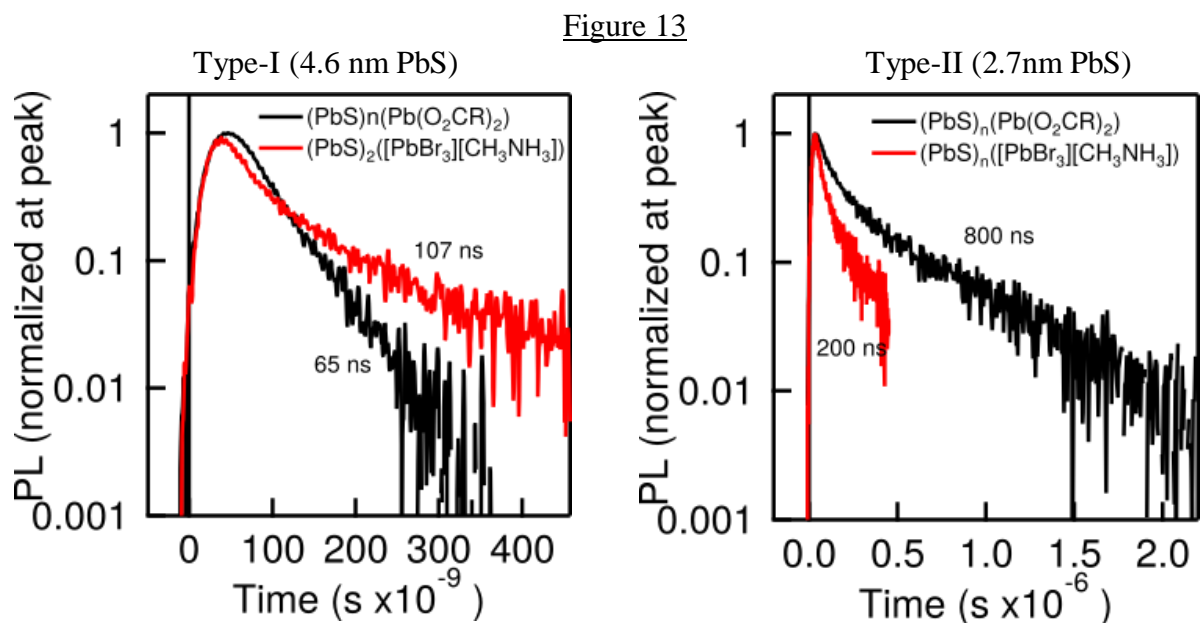 Figure 13
Type-I (4.6 nm PbS)
Type-II (2.7nm PbS)
PL (normalized at peak)
1
0.1
0.01
0.001
(PbS)n(Pb(O₂CR)₂)
(PbS)₂([PbBr₃][CH₃NH₃])
107 ns
65 ns
0 100 200 300 400
Time (s x10⁻⁹)
PL (normalized at peak)
1
0.1
0.01
0.001
(PbS)ₙ(Pb(O₂CR)₂)
(PbS)ₙ([PbBr₃][CH₃NH₃])
800 ns
200 ns
0.0 0.5 1.0 1.5 2.0
Time (s x10⁻⁶)